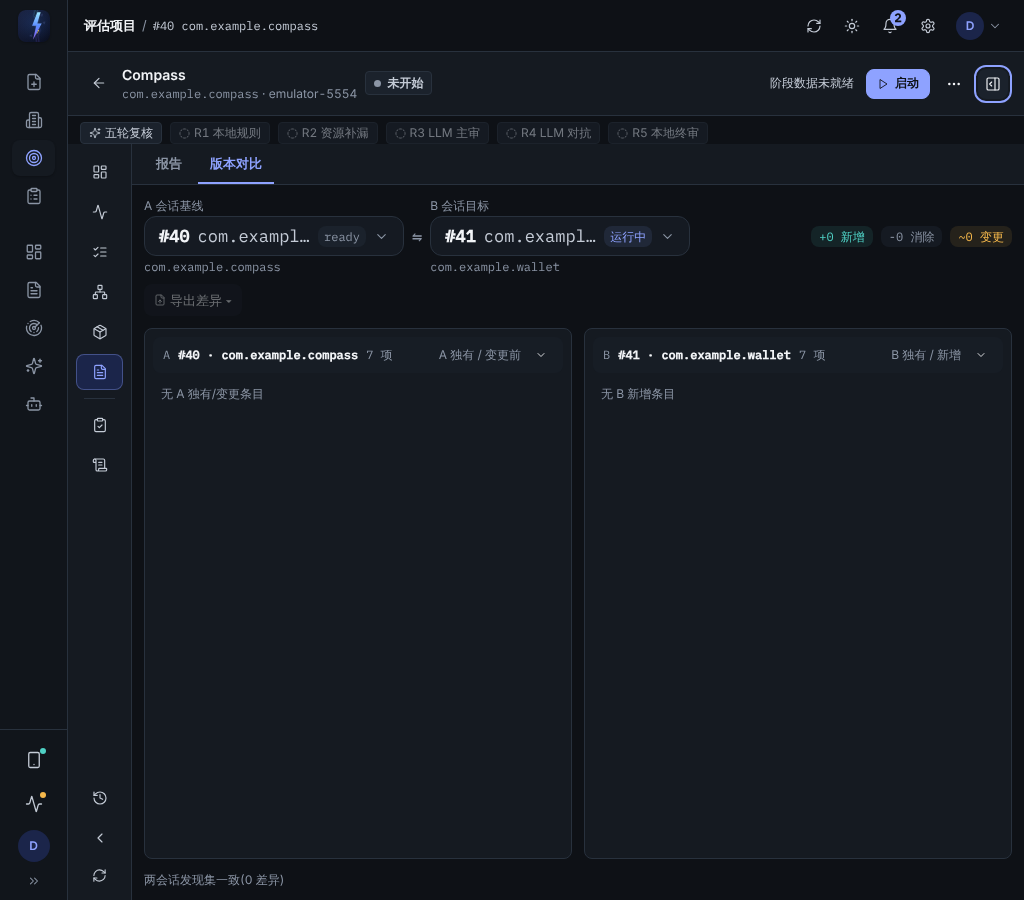 评估项目 / #40 com.example.compass
2
D
Compass
com.example.compass · emulator-5554
未开始
阶段数据未就绪
启动
五轮复核
R1 本地规则
R2 资源补漏
R3 LLM 主审
R4 LLM 对抗
R5 本地终审
报告
版本对比
A 会话基线
B 会话目标
#40 com.exampl… ready
⇋
#41 com.exampl… 运行中
+0 新增
-0 消除
~0 变更
com.example.compass
com.example.wallet
导出差异
A #40 · com.example.compass 7 项
A 独有 / 变更前
B #41 · com.example.wallet 7 项
B 独有 / 新增
无 A 独有/变更条目
无 B 新增条目
D
两会话发现集一致(0 差异)